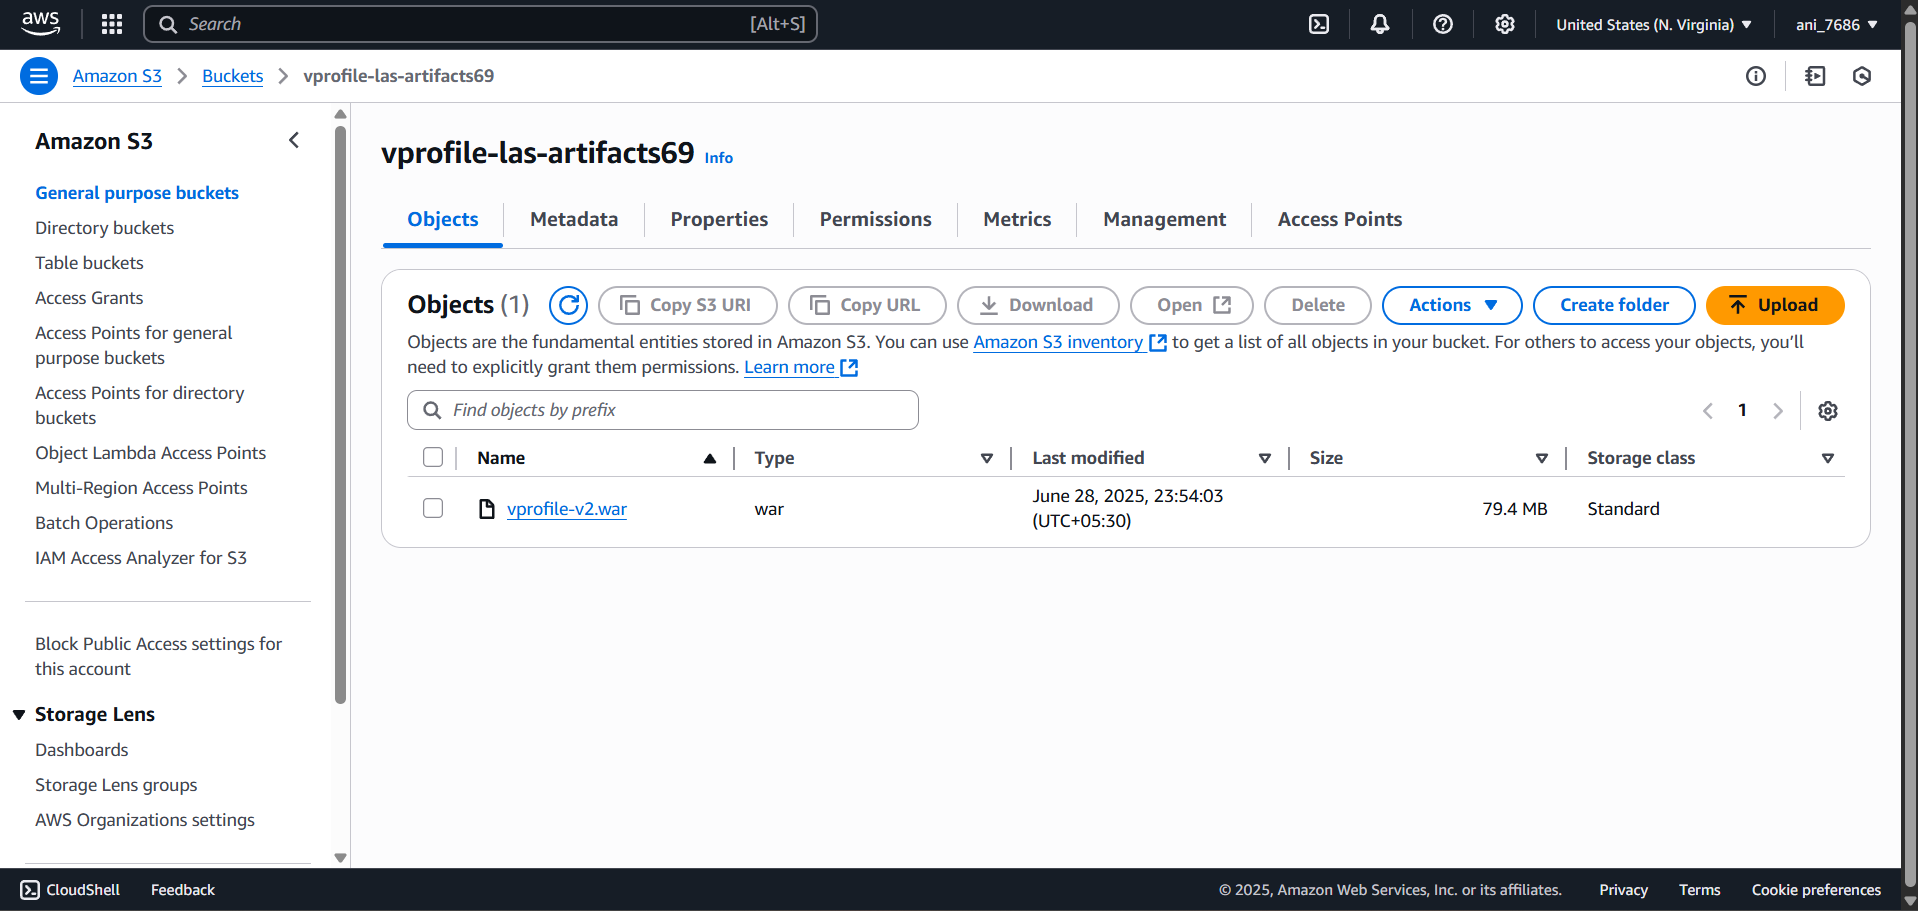 aws
Search [Alt+S]
United States (N. Virginia)
ani_7686
Amazon S3
Buckets
vprofile-las-artifacts69
Amazon S3
General purpose buckets
Directory buckets
Table buckets
Access Grants
Access Points for general
purpose buckets
Access Points for directory
buckets
Object Lambda Access Points
Multi-Region Access Points
Batch Operations
IAM Access Analyzer for S3
Block Public Access settings for
this account
Storage Lens
Dashboards
Storage Lens groups
AWS Organizations settings
vprofile-las-artifacts69 Info
Objects Metadata Properties Permissions Metrics Management Access Points
Objects (1) Copy S3 URI Copy URL Download Open Delete Actions Create folder Upload
Objects are the fundamental entities stored in Amazon S3. You can use Amazon S3 inventory to get a list of all objects in your bucket. For others to access your objects, you’ll
need to explicitly grant them permissions. Learn more
Find objects by prefix
1
Name Type Last modified Size Storage class
vprofile-v2.war war June 28, 2025, 23:54:03 79.4 MB Standard
(UTC+05:30)
CloudShell Feedback © 2025, Amazon Web Services, Inc. or its affiliates. Privacy Terms Cookie preferences